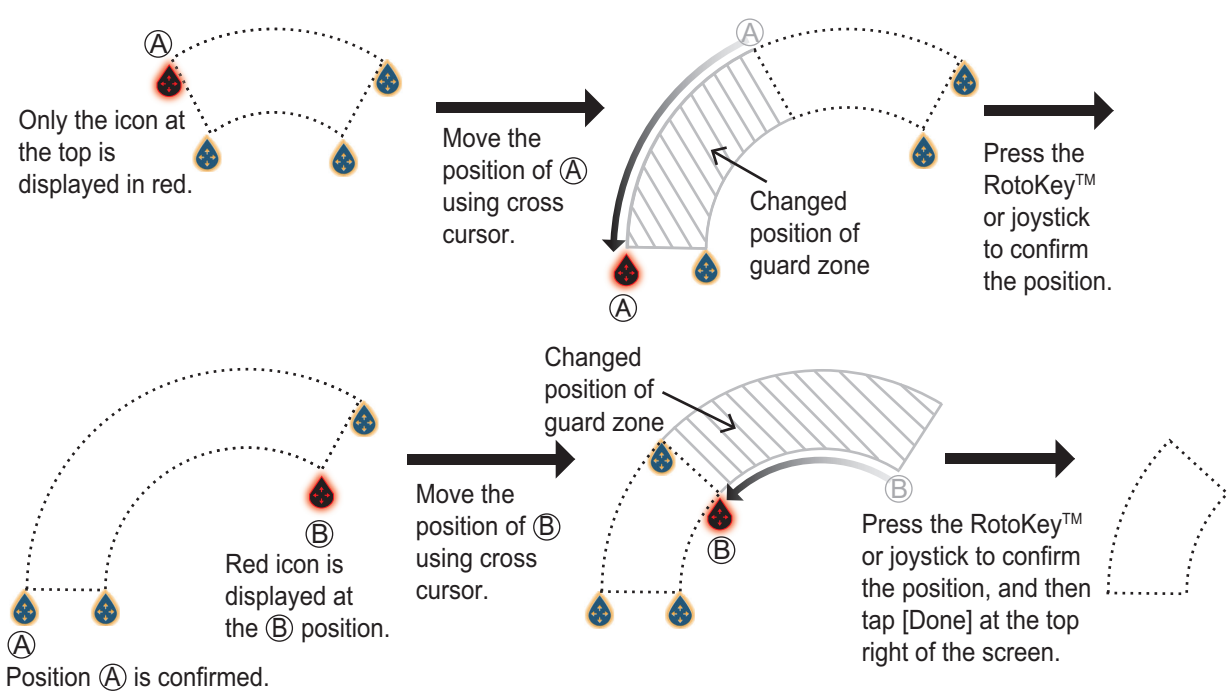 Ⓐ
Only the icon at
the top is
displayed in red.
Move the
position of Ⓐ
using cross
cursor.
Ⓐ
Changed
position of
guard zone
Ⓐ
Press the
RotoKey™
or joystick
to confirm
the position.
Ⓑ
Red icon is
displayed at
the Ⓑ position.
Ⓐ
Position Ⓐ is confirmed.
Move the
position of Ⓑ
using cross
cursor.
Changed
position of
guard zone
Ⓑ
Ⓑ
Press the RotoKey™
or joystick to confirm
the position, and then
tap [Done] at the top
right of the screen.